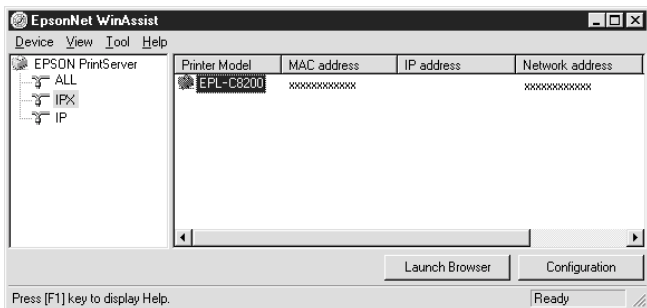 EpsonNet WinAssist
Device View Tool Help
EPSON PrintServer
ALL
IPX
IP
Printer Model MAC address IP address Network address
EPL-C8200 xxxxxxxxxxxx xxxxxxxxxxxx
Launch Browser Configuration
Press [F1] key to display Help. Ready